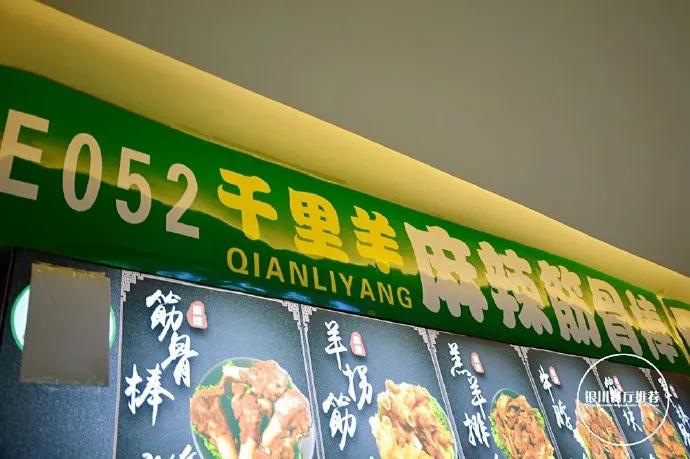 E052 千里羊 麻辣筋骨棒
QIANLIYANG
筋骨棒
羊拐筋
羔羊排
银川餐厅推荐